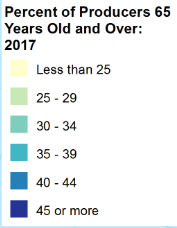 Percent of Producers 65
Years Old and Over:
2017
Less than 25
25 - 29
30 - 34
35 - 39
40 - 44
45 or more